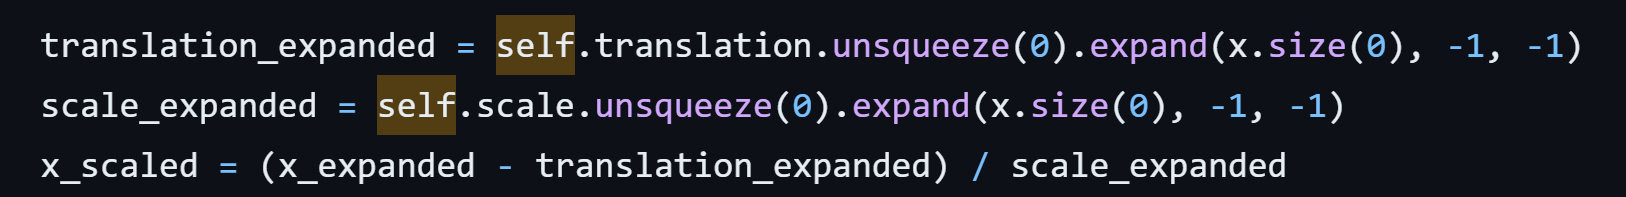 translation_expanded = self.translation.unsqueeze(0).expand(x.size(0), -1, -1)
scale_expanded = self.scale.unsqueeze(0).expand(x.size(0), -1, -1)
x_scaled = (x_expanded - translation_expanded) / scale_expanded